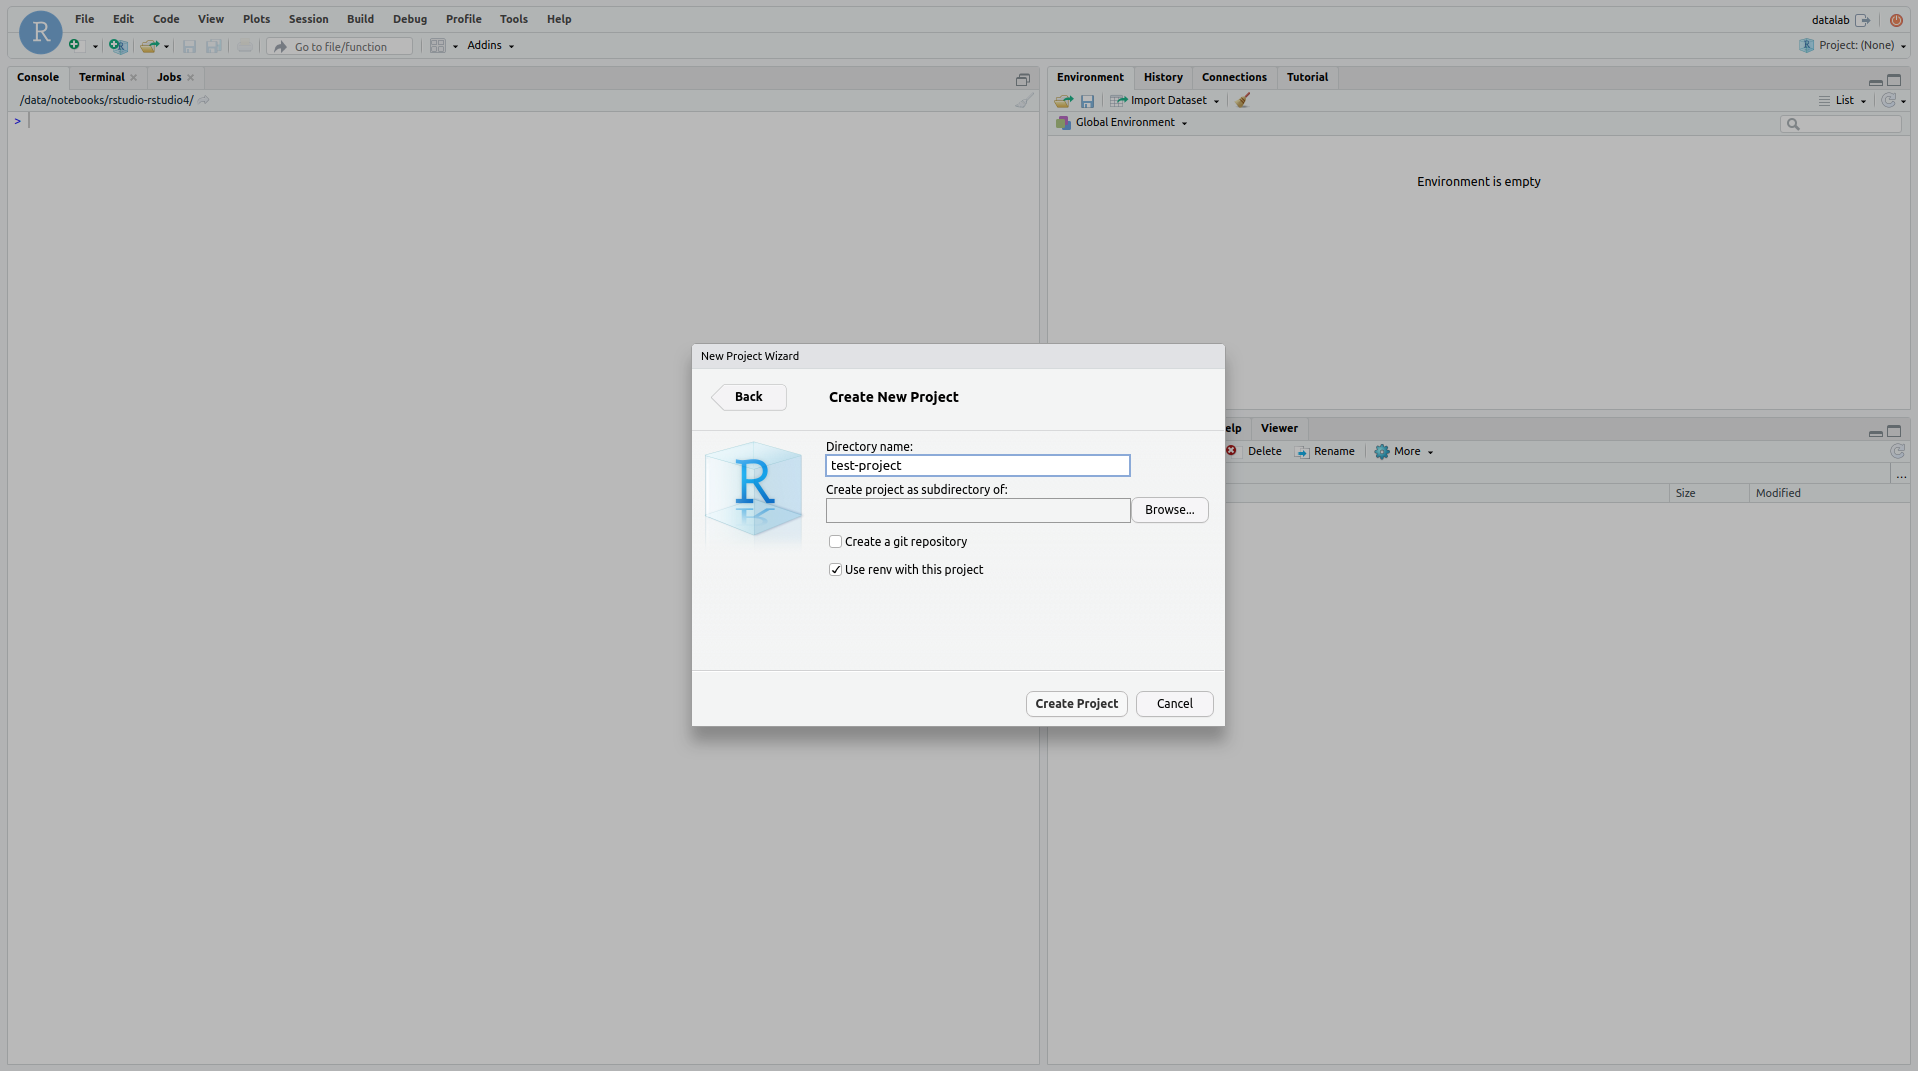 R
File Edit Code View Plots Session Build Debug Profile Tools Help
datalab
Go to file/function
Addins
Project: (None)
Console Terminal Jobs
/data/notebooks/rstudio-rstudio4/
>
Environment History Connections Tutorial
Import Dataset
List
Global Environment
Environment is empty
New Project Wizard
Back
Create New Project
R
Directory name:
test-project
Create project as subdirectory of:
Browse...
Create a git repository
Use renv with this project
Create Project
Cancel
elp Viewer
Delete Rename More
...
Size Modified